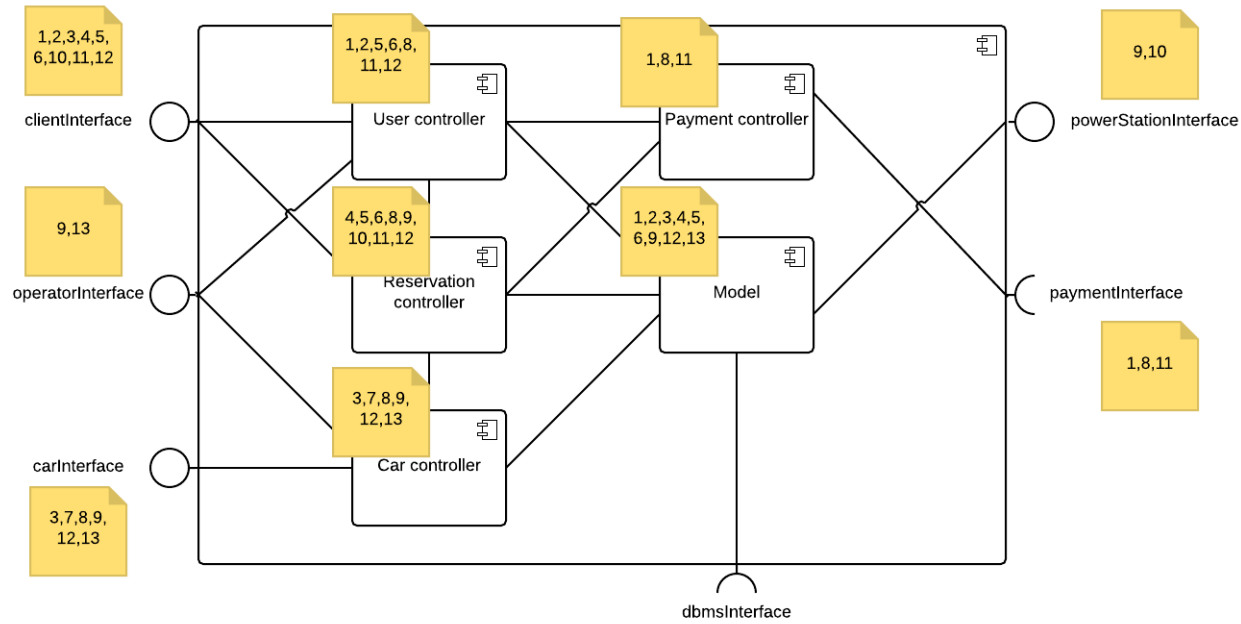 1,2,3,4,5,
6,10,11,12
clientInterface
1,2,5,6,8,
11,12
User controller
1,8,11
Payment controller
9,10
powerStationInterface
9,13
operatorInterface
4,5,6,8,9,
10,11,12
Reservation
controller
1,2,3,4,5,
6,9,12,13
Model
paymentInterface
1,8,11
3,7,8,9,
12,13
Car controller
carInterface
3,7,8,9,
12,13
dbmsInterface